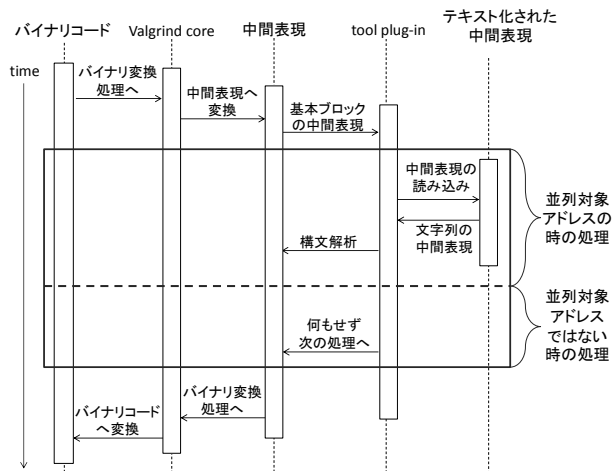 バイナリコード
Valgrind core
中間表現
tool plug-in
テキスト化された
中間表現
time
バイナリ変換
処理へ
中間表現へ
変換
基本ブロック
の中間表現
中間表現の
読み込み
文字列の
中間表現
構文解析
並列対象
アドレスの
時の処理
何もせず
次の処理へ
並列対象
アドレス
ではない
時の処理
バイナリ変換
処理へ
バイナリコード
へ変換